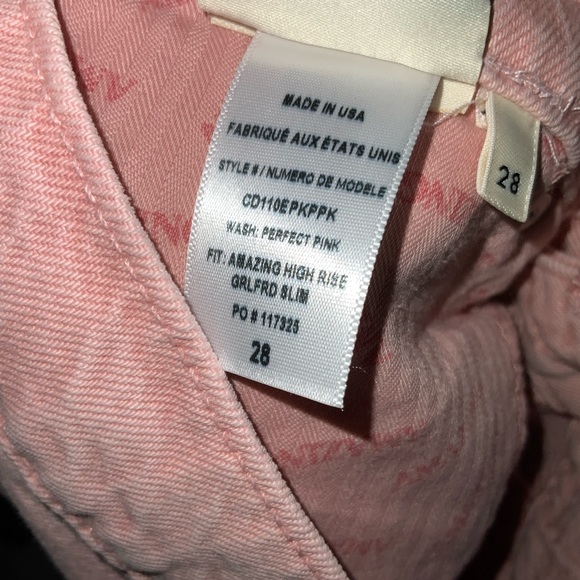 MADE IN USA
FABRIQUÉ AUX ÉTATS UNIS
STYLE # / NUMERO DE MODÈLE
CD110EPKPPK
WASH: PERFECT PINK
FIT: AMAZING HIGH RISE
GRLFRD SLIM
PO # 117325
28
28